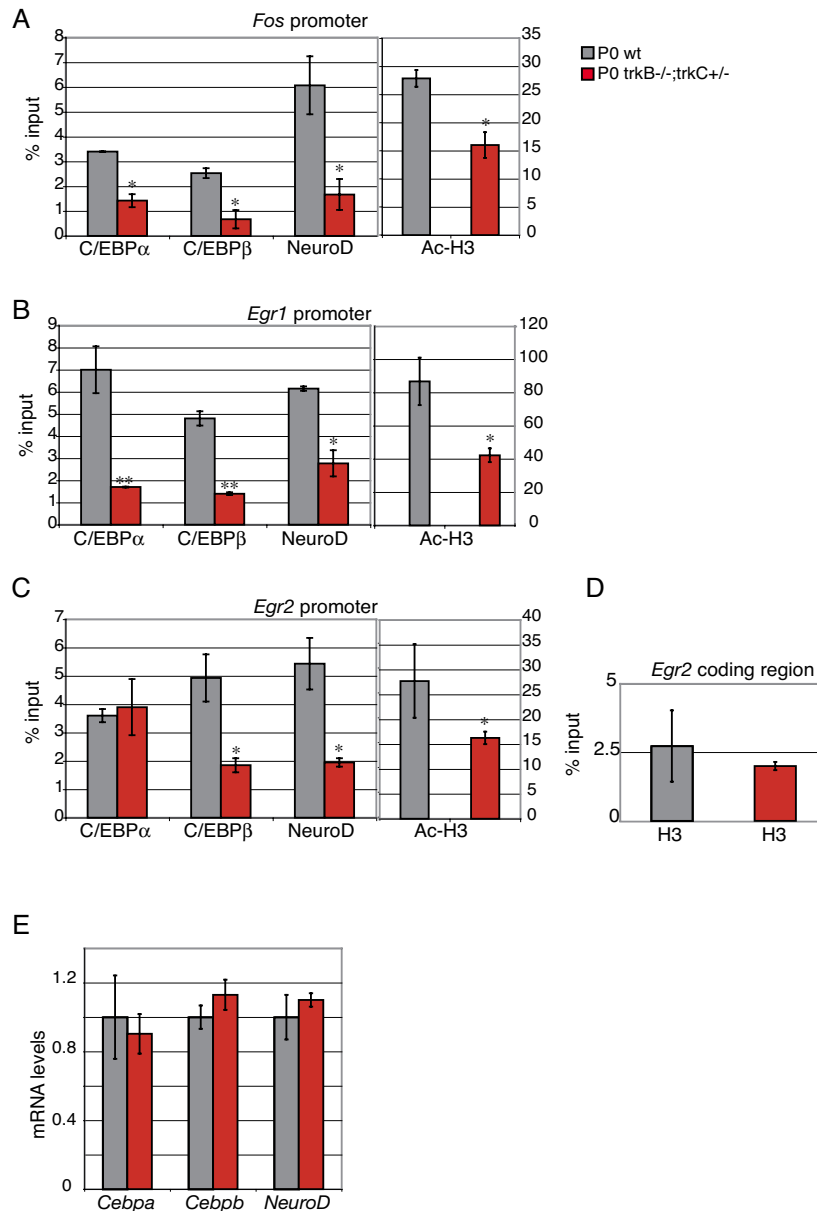 A
Fos promoter
8
7
6
5
4
3
2
1
0
% input
35
30
25
20
15
10
5
0
*
*
*
*
C/EBPα
C/EBPβ
NeuroD
Ac-H3
P0 wt
P0 trkB-/-;trkC+/-
B
Egr1 promoter
9
8
7
6
5
4
3
2
1
0
% input
120
100
80
60
40
20
0
**
**
*
*
C/EBPα
C/EBPβ
NeuroD
Ac-H3
C
Egr2 promoter
7
6
5
4
3
2
1
0
% input
40
35
30
25
20
15
10
5
0
*
*
*
C/EBPα
C/EBPβ
NeuroD
Ac-H3
D
Egr2 coding region
5
2.5
0
% input
H3
H3
E
1.2
0.8
0.4
0
mRNA levels
Cebpa
Cebpb
NeuroD